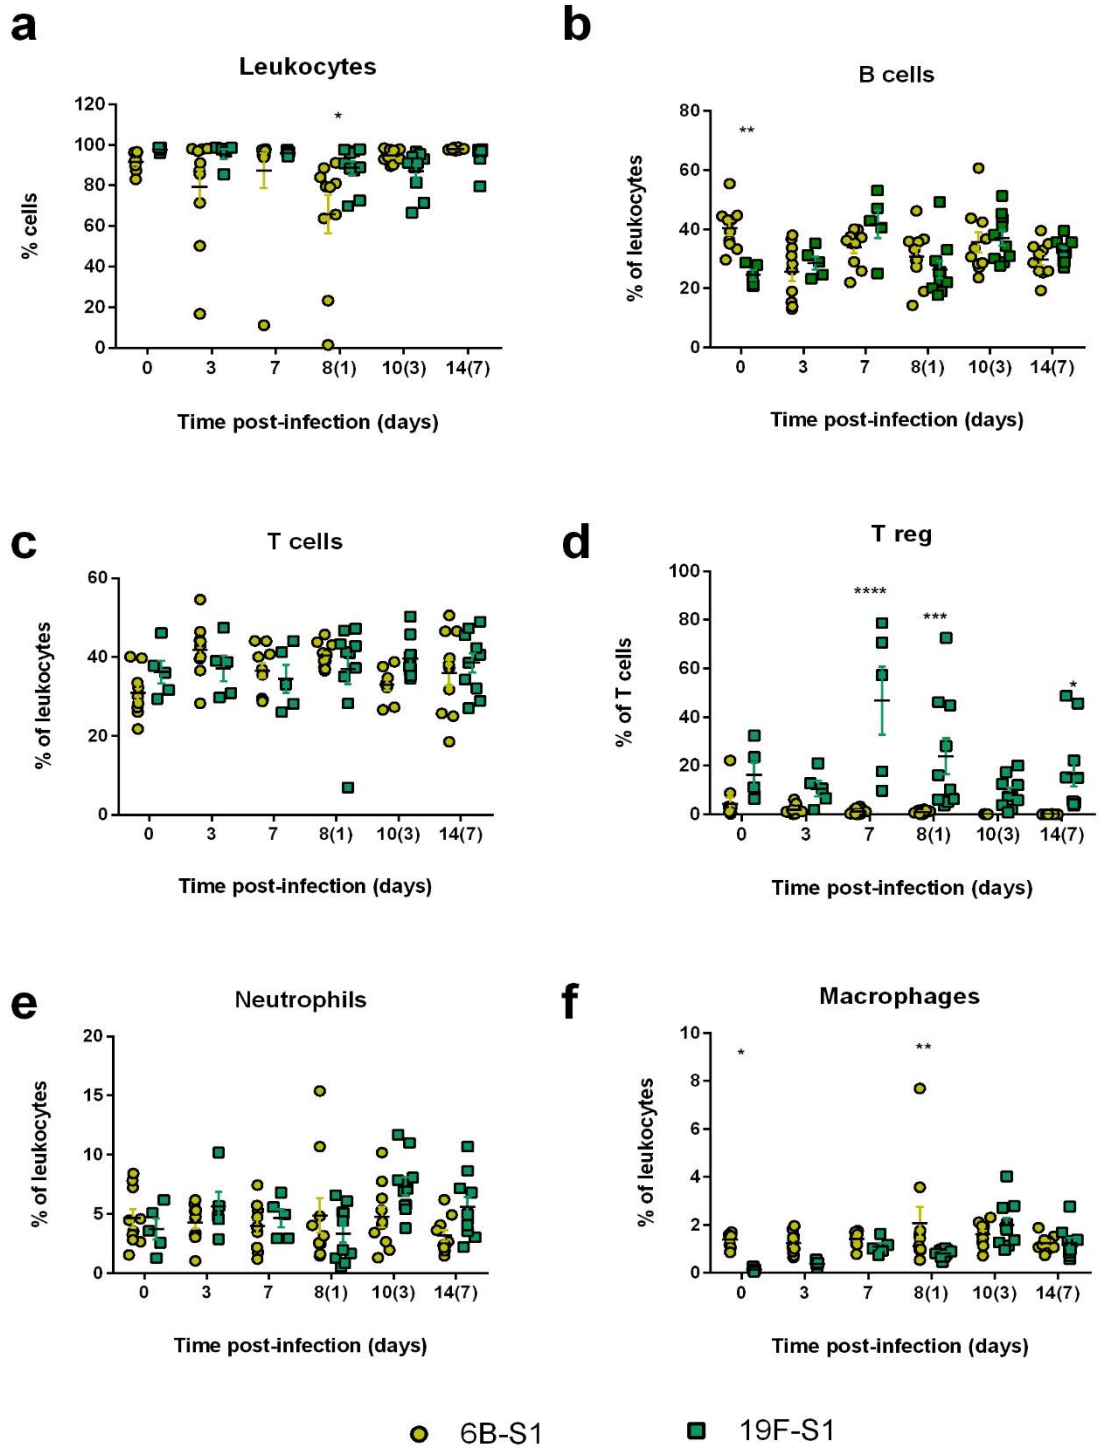 a
Leukocytes
*
120
100
80
60
40
20
0
% cells
0 3 7 8(1) 10(3) 14(7)
Time post-infection (days)
b
B cells
**
80
60
40
20
0
% of leukocytes
0 3 7 8(1) 10(3) 14(7)
Time post-infection (days)
c
T cells
60
40
20
0
% of leukocytes
0 3 7 8(1) 10(3) 14(7)
Time post-infection (days)
d
T reg
****
***
*
100
80
60
40
20
0
% of T cells
0 3 7 8(1) 10(3) 14(7)
Time post-infection (days)
e
Neutrophils
20
15
10
5
0
% of leukocytes
0 3 7 8(1) 10(3) 14(7)
Time post-infection (days)
f
Macrophages
*
**
10
8
6
4
2
0
% of leukocytes
0 3 7 8(1) 10(3) 14(7)
Time post-infection (days)
6B-S1
19F-S1